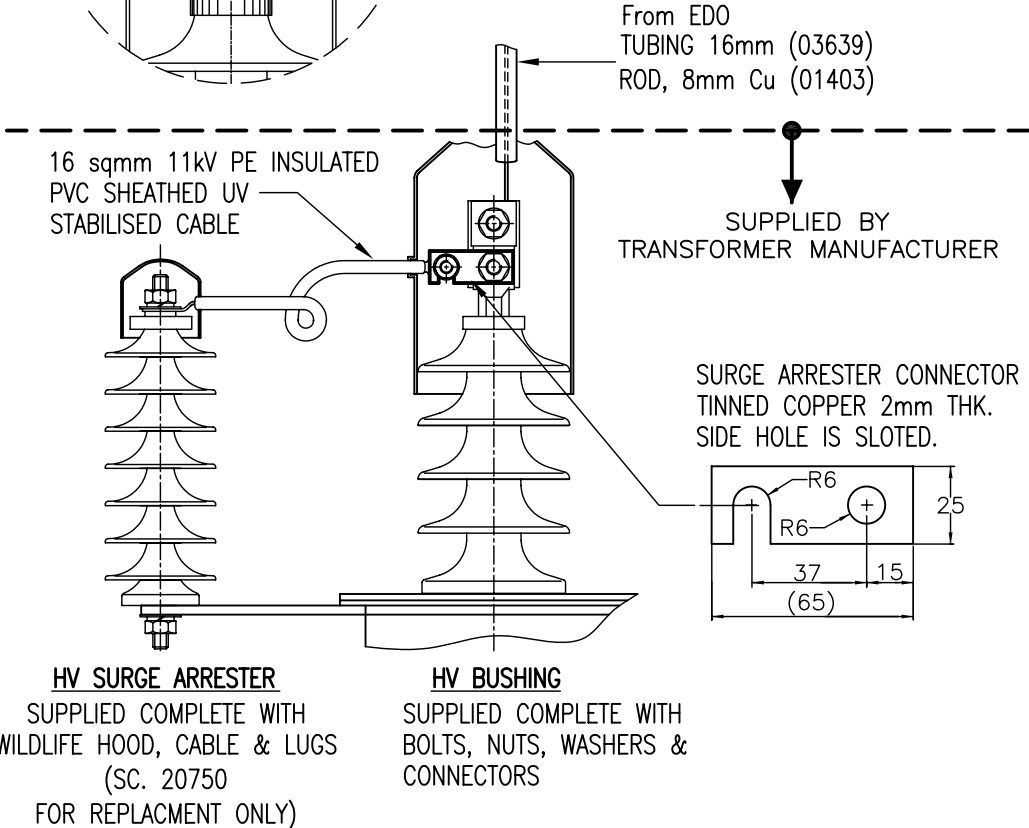 From EDO
TUBING 16mm (03639)
ROD, 8mm Cu (01403)
16 sqmm 11kV PE INSULATED
PVC SHEATHED UV
STABILISED CABLE
SUPPLIED BY
TRANSFORMER MANUFACTURER
SURGE ARRESTER CONNECTOR
TINNED COPPER 2mm THK.
SIDE HOLE IS SLOTED.
R6
R6
25
37
15
(65)
HV SURGE ARRESTER
SUPPLIED COMPLETE WITH
WILDLIFE HOOD, CABLE & LUGS
(SC. 20750
FOR REPLACMENT ONLY)
HV BUSHING
SUPPLIED COMPLETE WITH
BOLTS, NUTS, WASHERS &
CONNECTORS